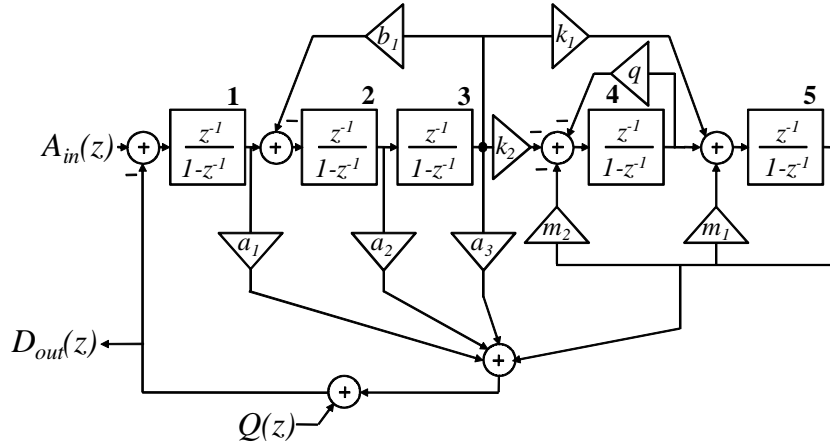 b₁
k₁
q
1
2
3
4
5
A_in(z)
+
−
z⁻¹
1-z⁻¹
+
−
z⁻¹
1-z⁻¹
z⁻¹
1-z⁻¹
k₂
−
−
−
+
z⁻¹
1-z⁻¹
+
z⁻¹
1-z⁻¹
a₁
a₂
a₃
m₂
m₁
D_out(z)
+
+
Q(z)